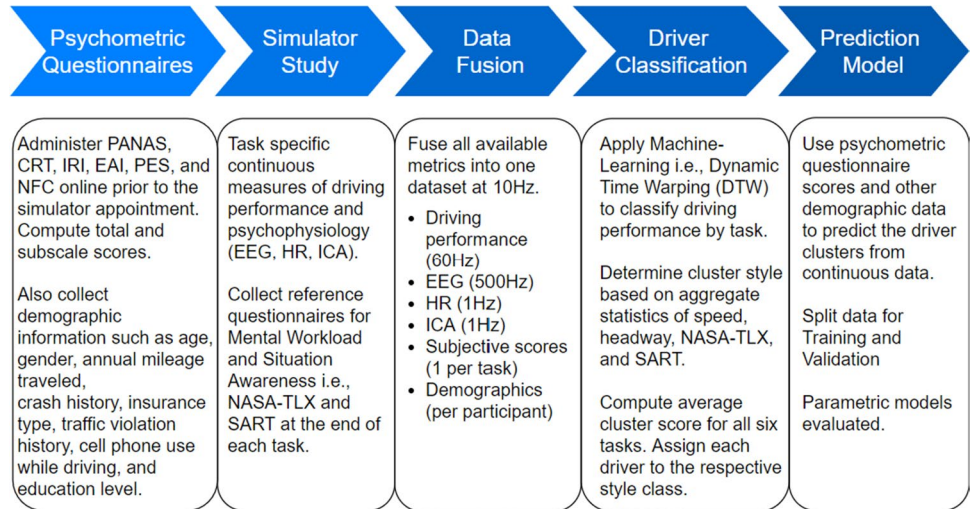 Psychometric
Questionnaires
Simulator
Study
Data
Fusion
Driver
Classification
Prediction
Model
Administer PANAS,
CRT, IRI, EAI, PES, and
NFC online prior to the
simulator appointment.
Compute total and
subscale scores.
Also collect
demographic
information such as age,
gender, annual mileage
traveled,
crash history, insurance
type, traffic violation
history, cell phone use
while driving, and
education level.
Task specific
continuous
measures of driving
performance and
psychophysiology
(EEG, HR, ICA).
Collect reference
questionnaires for
Mental Workload
and Situation
Awareness i.e.,
NASA-TLX and
SART at the end of
each task.
Fuse all available
metrics into one
dataset at 10Hz.
• Driving
performance
(60Hz)
• EEG (500Hz)
• HR (1Hz)
• ICA (1Hz)
• Subjective scores
(1 per task)
• Demographics
(per participant)
Apply Machine-
Learning i.e., Dynamic
Time Warping (DTW)
to classify driving
performance by task.
Determine cluster style
based on aggregate
statistics of speed,
headway, NASA-TLX,
and SART.
Compute average
cluster score for all six
tasks. Assign each
driver to the respective
style class.
Use psychometric
questionnaire
scores and other
demographic data
to predict the driver
clusters from
continuous data.
Split data for
Training and
Validation
Parametric models
evaluated.